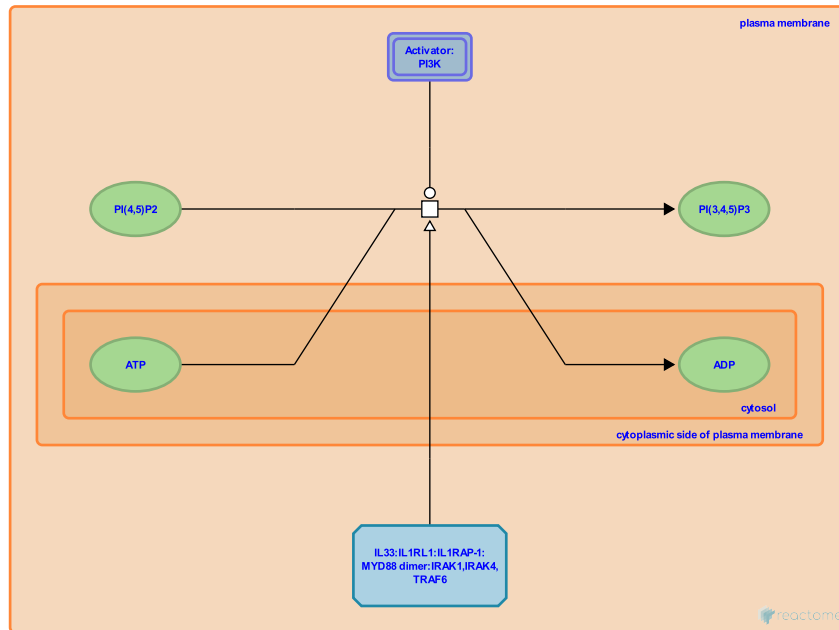 plasma membrane
Activator:
PI3K
PI(4,5)P2
PI(3,4,5)P3
ATP
ADP
cytosol
cytoplasmic side of plasma membrane
IL33:IL1RL1:IL1RAP-1:
MYD88 dimer:IRAK1,IRAK4,
TRAF6
reactome